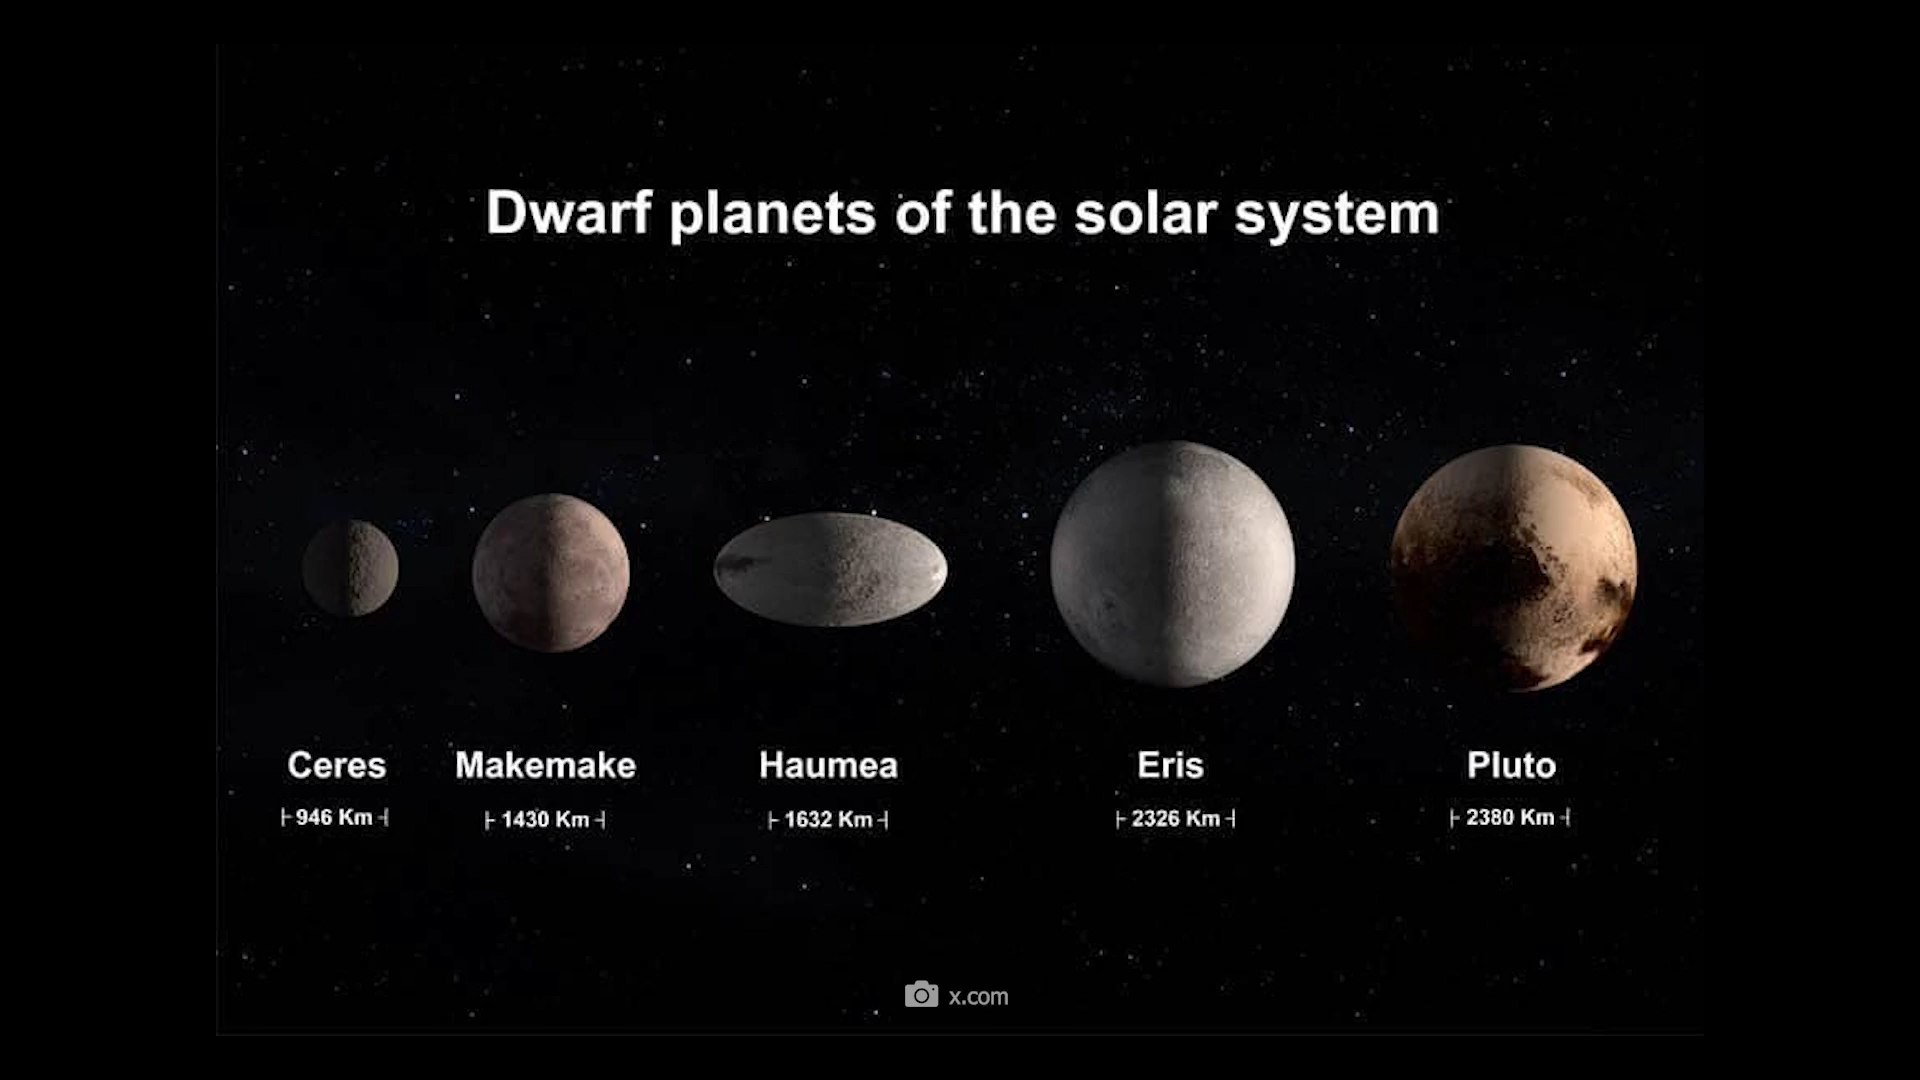 Dwarf planets of the solar system
Ceres Makemake Haumea Eris Pluto
946 Km 1430 Km 1632 Km 2326 Km 2380 Km
x.com